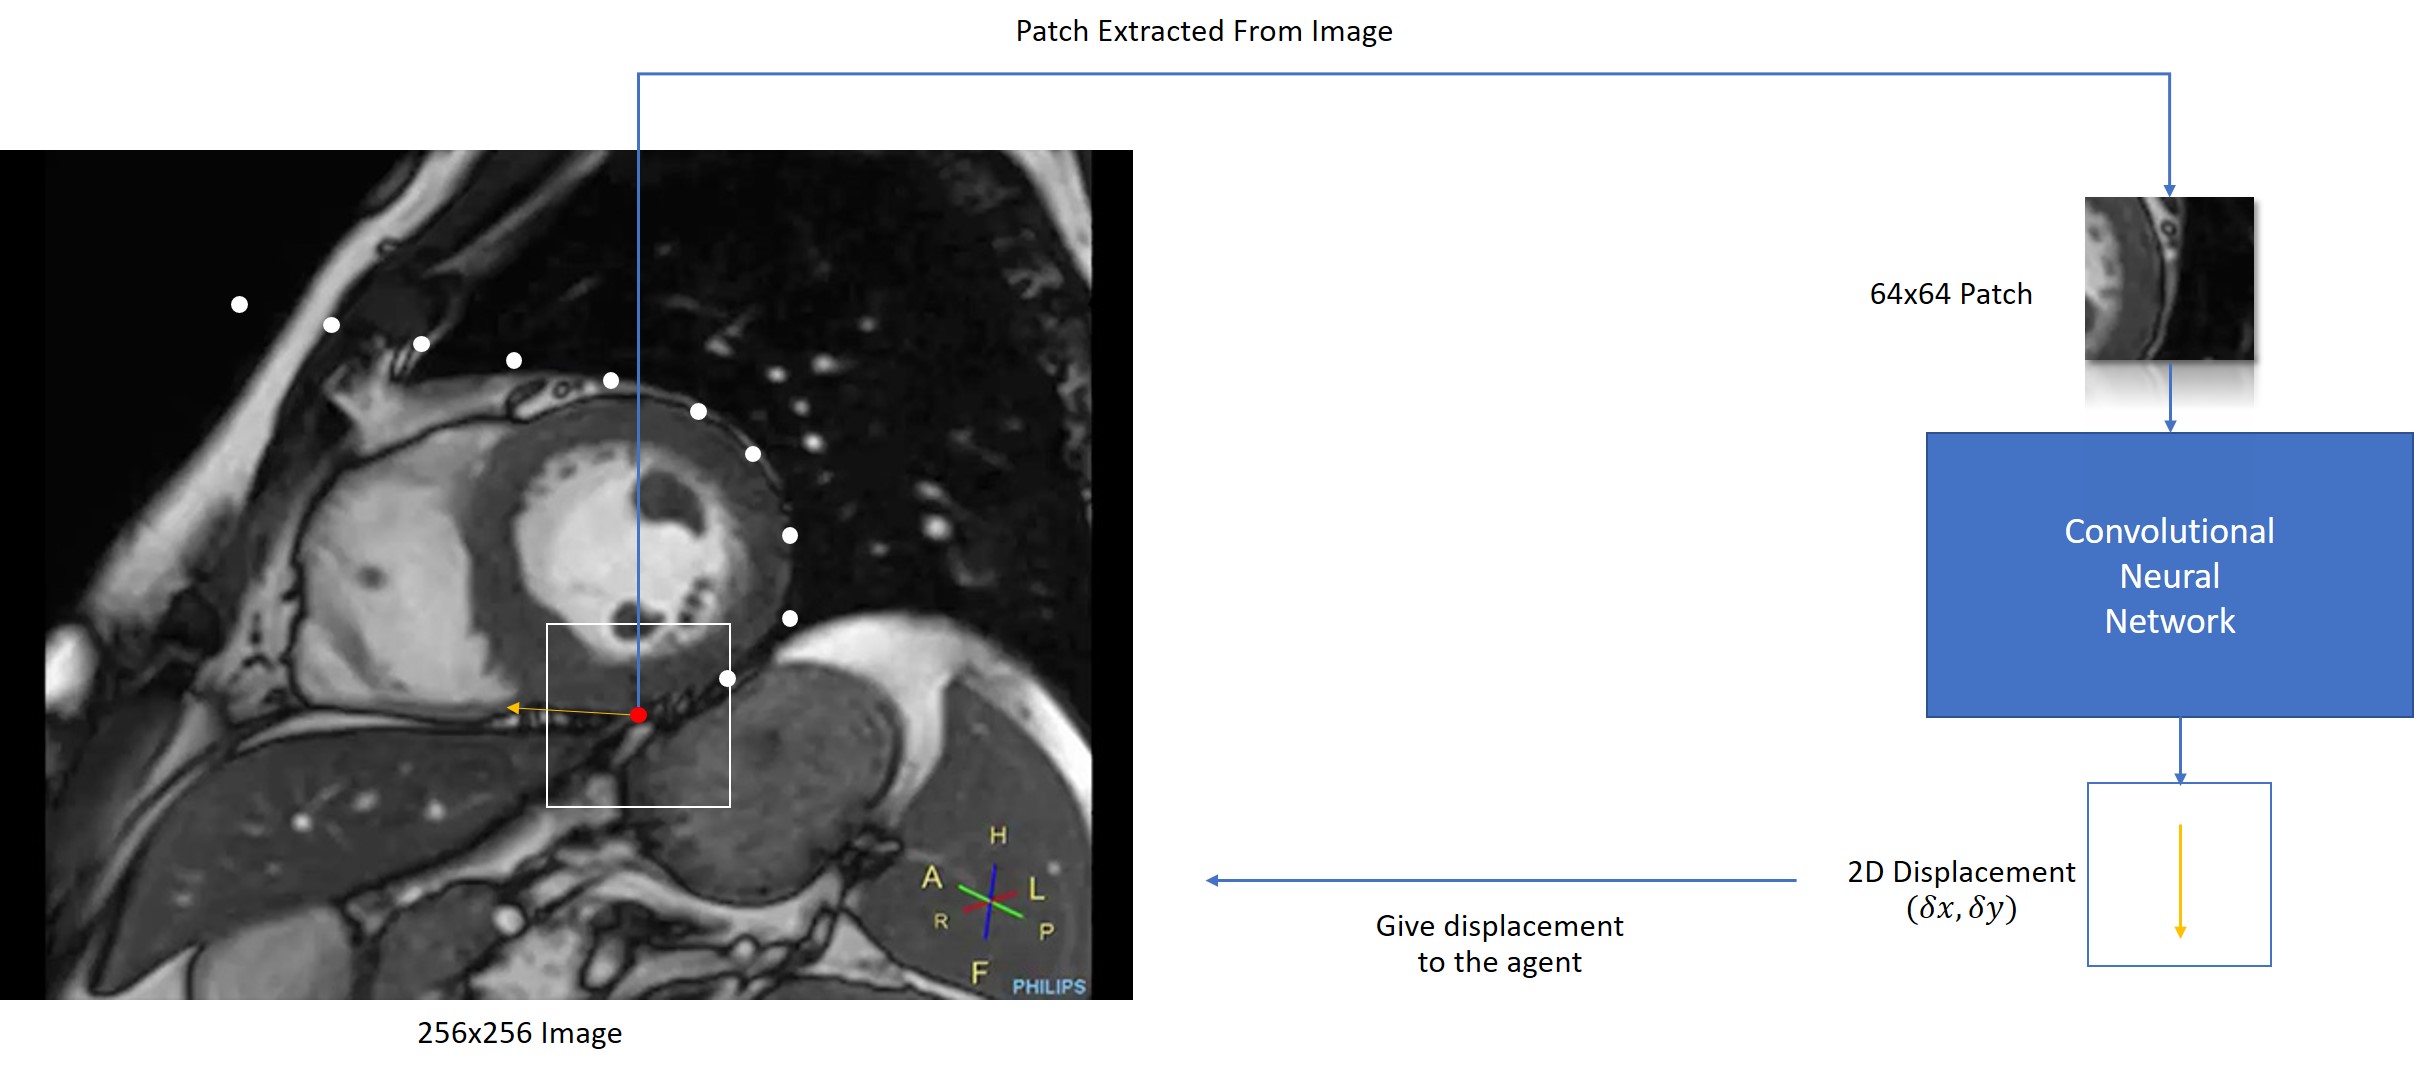 Patch Extracted From Image
64x64 Patch
Convolutional
Neural
Network
H
A
L
R
P
F
PHILIPS
2D Displacement
(δx, δy)
Give displacement
to the agent
256x256 Image